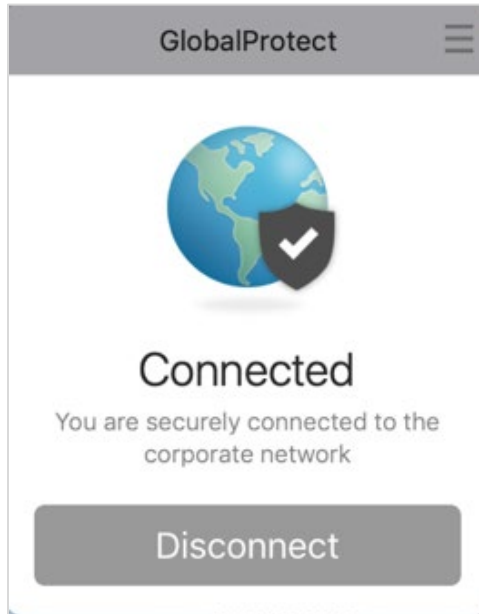 GlobalProtect
Connected
You are securely connected to the
corporate network
Disconnect